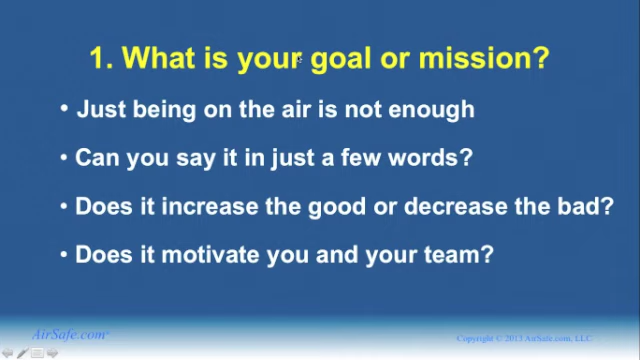 1. What is your goal or mission?
• Just being on the air is not enough
• Can you say it in just a few words?
• Does it increase the good or decrease the bad?
• Does it motivate you and your team?
AirSafe.com
Copyright © 2013 AirSafe.com, LLC